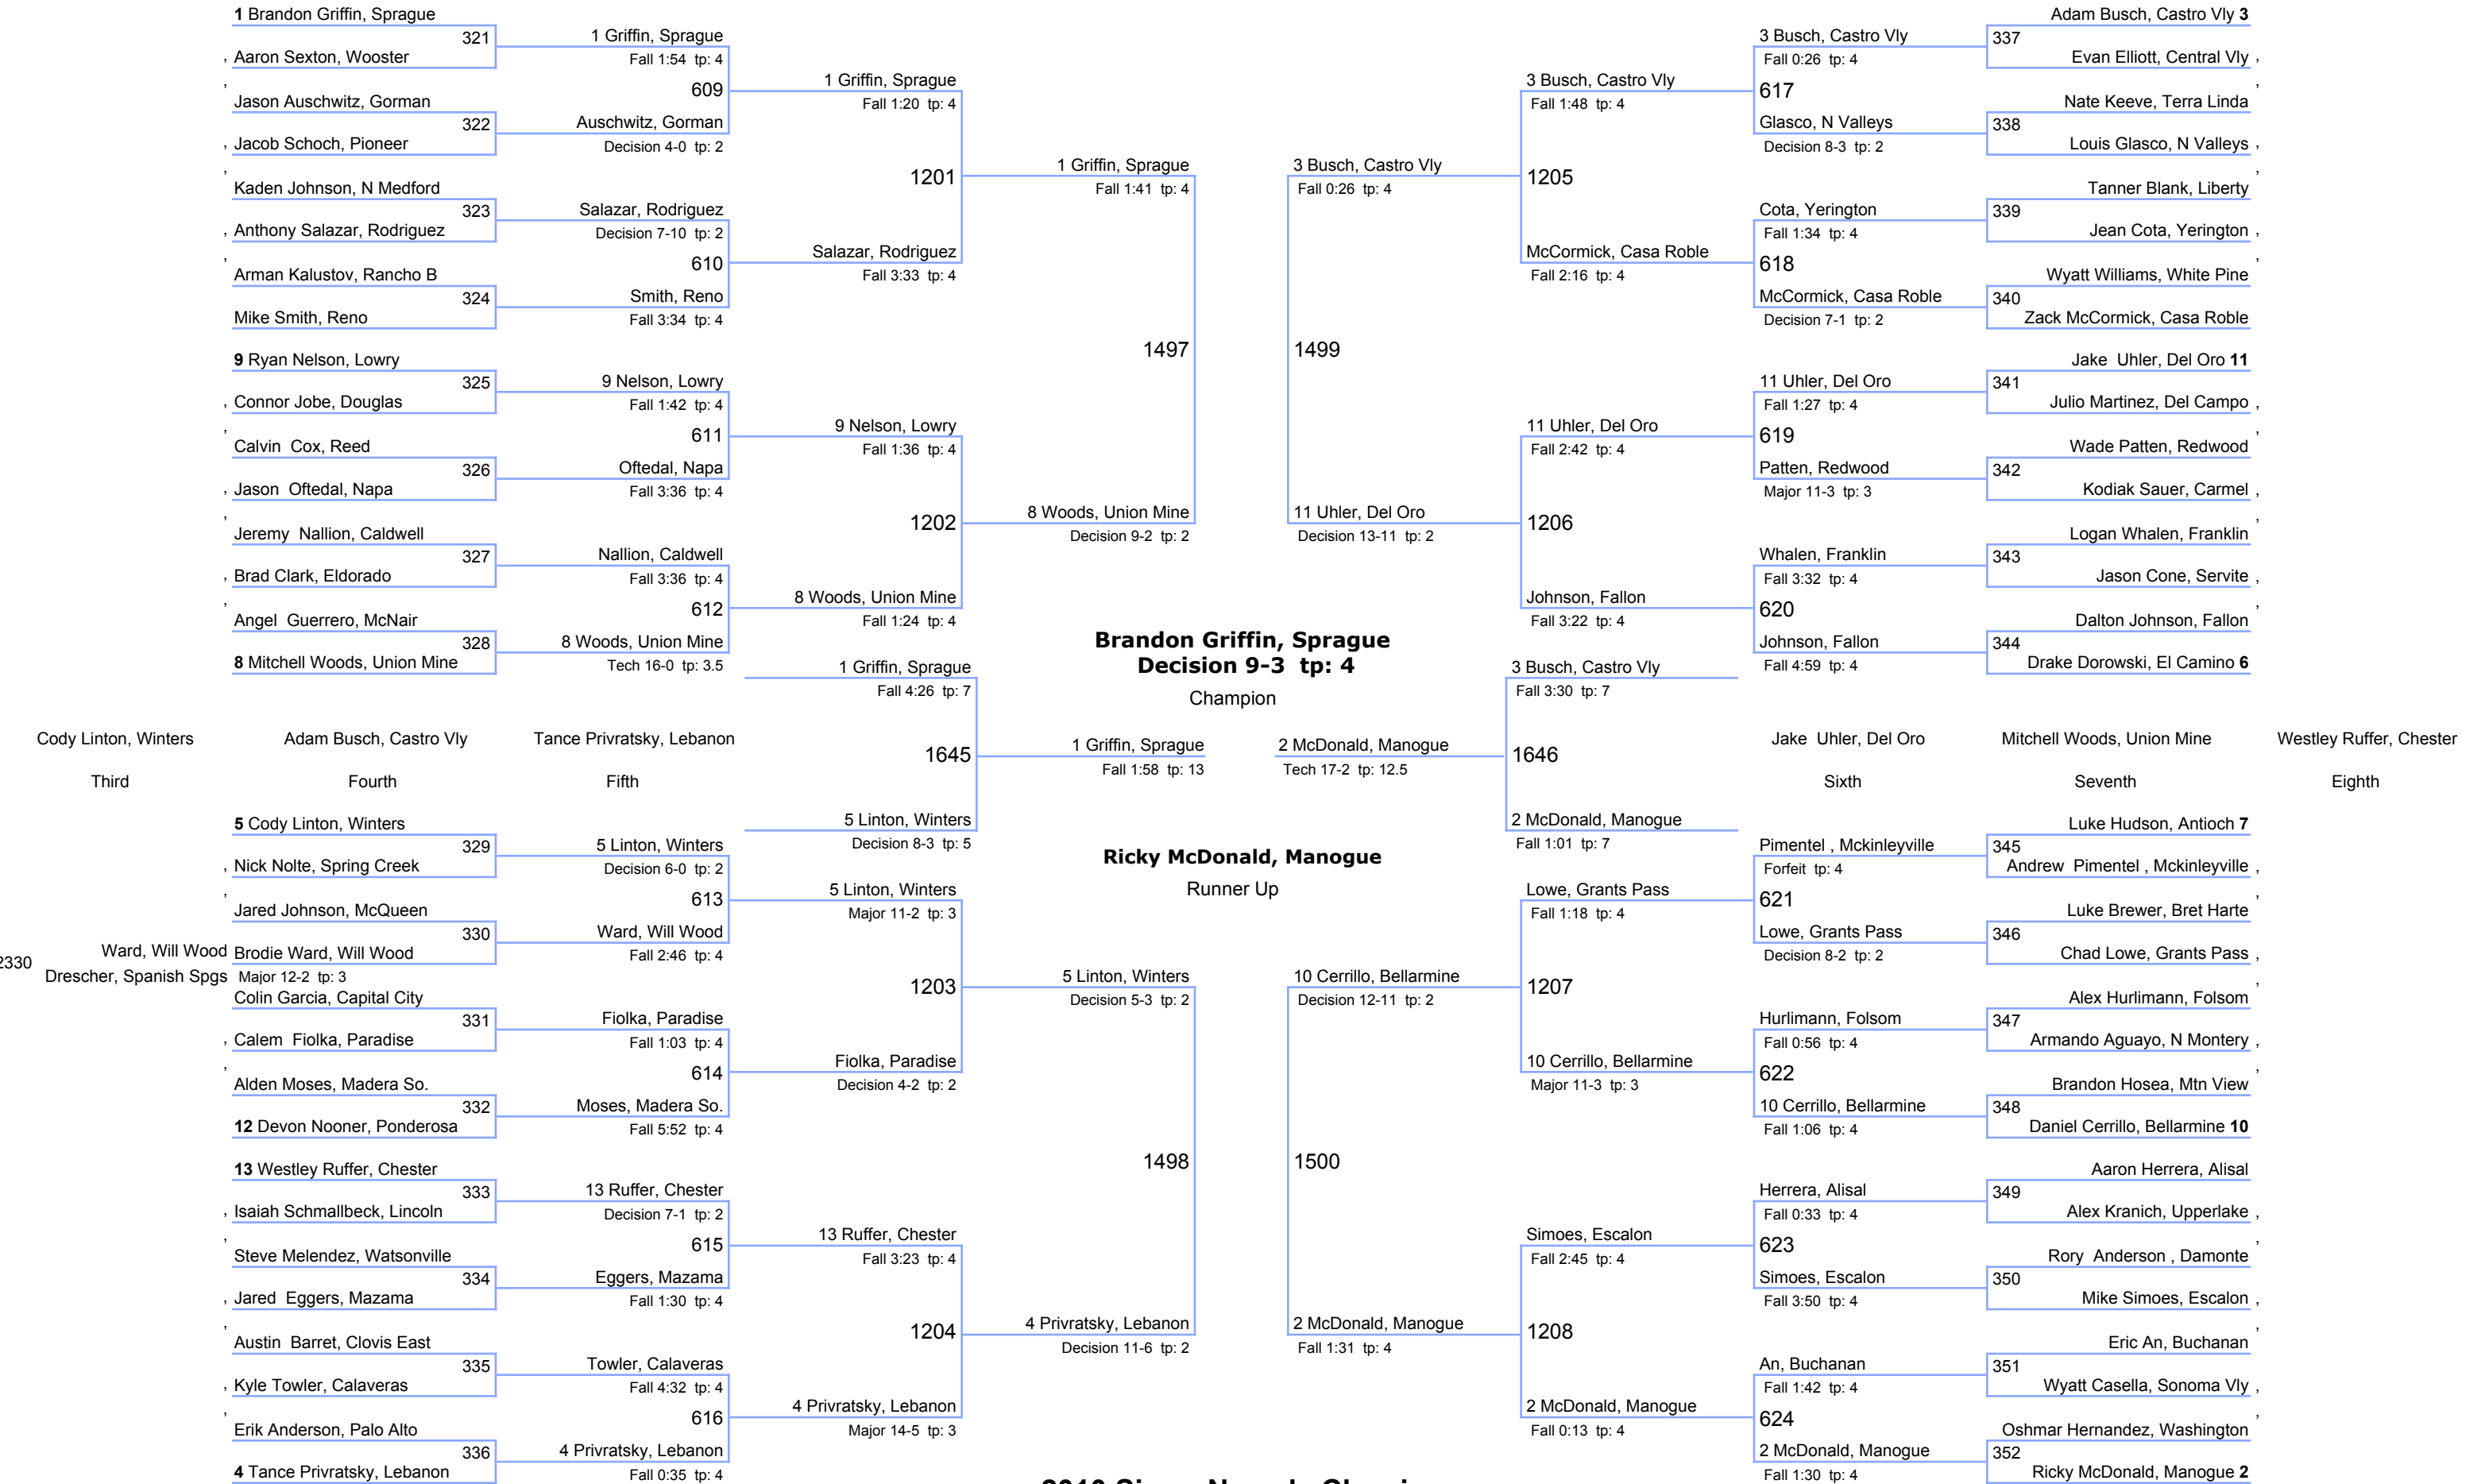 1 Brandon Griffin, Sprague
321
, Aaron Sexton, Wooster
,
Jason Auschwitz, Gorman
322
, Jacob Schoch, Pioneer
,
Kaden Johnson, N Medford
323
, Anthony Salazar, Rodriguez
,
Arman Kalustov, Rancho B
324
Mike Smith, Reno
9 Ryan Nelson, Lowry
325
, Connor Jobe, Douglas
,
Calvin Cox, Reed
326
, Jason Oftedal, Napa
,
Jeremy Nallion, Caldwell
327
, Brad Clark, Eldorado
,
Angel Guerrero, McNair
328
8 Mitchell Woods, Union Mine
1 Griffin, Sprague
Fall 1:54 tp: 4
609
Auschwitz, Gorman
Decision 4-0 tp: 2
Salazar, Rodriguez
Decision 7-10 tp: 2
610
Smith, Reno
Fall 3:34 tp: 4
9 Nelson, Lowry
Fall 1:42 tp: 4
611
Oftedal, Napa
Fall 3:36 tp: 4
Nallion, Caldwell
Fall 3:36 tp: 4
612
8 Woods, Union Mine
Tech 16-0 tp: 3.5
1 Griffin, Sprague
Fall 1:20 tp: 4
1201
Salazar, Rodriguez
Fall 3:33 tp: 4
9 Nelson, Lowry
Fall 1:36 tp: 4
1202
8 Woods, Union Mine
Fall 1:24 tp: 4
1 Griffin, Sprague
Fall 1:41 tp: 4
1497
8 Woods, Union Mine
Decision 9-2 tp: 2
3 Busch, Castro Vly
Fall 0:26 tp: 4
1499
11 Uhler, Del Oro
Decision 13-11 tp: 2
3 Busch, Castro Vly
Fall 1:48 tp: 4
1205
McCormick, Casa Roble
Fall 2:16 tp: 4
11 Uhler, Del Oro
Fall 2:42 tp: 4
1206
Johnson, Fallon
Fall 3:22 tp: 4
3 Busch, Castro Vly
Fall 0:26 tp: 4
617
Glasco, N Valleys
Decision 8-3 tp: 2
Cota, Yerington
Fall 1:34 tp: 4
618
McCormick, Casa Roble
Decision 7-1 tp: 2
11 Uhler, Del Oro
Fall 1:27 tp: 4
619
Patten, Redwood
Major 11-3 tp: 3
Whalen, Franklin
Fall 3:32 tp: 4
620
Johnson, Fallon
Fall 4:59 tp: 4
Adam Busch, Castro Vly 3
337
Evan Elliott, Central Vly ,
,
Nate Keeve, Terra Linda
338
Louis Glasco, N Valleys ,
,
Tanner Blank, Liberty
339
Jean Cota, Yerington ,
,
Wyatt Williams, White Pine
340
Zack McCormick, Casa Roble
Jake Uhler, Del Oro 11
341
Julio Martinez, Del Campo ,
,
Wade Patten, Redwood
342
Kodiak Sauer, Carmel ,
,
Logan Whalen, Franklin
343
Jason Cone, Servite ,
,
Dalton Johnson, Fallon
344
Drake Dorowski, El Camino 6
Brandon Griffin, Sprague
Decision 9-3 tp: 4
Champion
1 Griffin, Sprague
Fall 4:26 tp: 7
1645
5 Linton, Winters
Decision 8-3 tp: 5
1 Griffin, Sprague
Fall 1:58 tp: 13
2 McDonald, Manogue
Tech 17-2 tp: 12.5
3 Busch, Castro Vly
Fall 3:30 tp: 7
1646
2 McDonald, Manogue
Fall 1:01 tp: 7
Ricky McDonald, Manogue
Runner Up
Cody Linton, Winters
Third
Adam Busch, Castro Vly
Fourth
Tance Privratsky, Lebanon
Fifth
Jake Uhler, Del Oro
Sixth
Mitchell Woods, Union Mine
Seventh
Westley Ruffer, Chester
Eighth
5 Cody Linton, Winters
329
, Nick Nolte, Spring Creek
,
Jared Johnson, McQueen
330
Ward, Will Wood Brodie Ward, Will Wood
2330
Drescher, Spanish Spgs Major 12-2 tp: 3
Colin Garcia, Capital City
331
, Calem Fiolka, Paradise
,
Alden Moses, Madera So.
332
12 Devon Nooner, Ponderosa
13 Westley Ruffer, Chester
333
, Isaiah Schmallbeck, Lincoln
,
Steve Melendez, Watsonville
334
, Jared Eggers, Mazama
,
Austin Barret, Clovis East
335
, Kyle Towler, Calaveras
,
Erik Anderson, Palo Alto
336
4 Tance Privratsky, Lebanon
5 Linton, Winters
Decision 6-0 tp: 2
613
Ward, Will Wood
Fall 2:46 tp: 4
Fiolka, Paradise
Fall 1:03 tp: 4
614
Moses, Madera So.
Fall 5:52 tp: 4
13 Ruffer, Chester
Decision 7-1 tp: 2
615
Eggers, Mazama
Fall 1:30 tp: 4
Towler, Calaveras
Fall 4:32 tp: 4
616
4 Privratsky, Lebanon
Fall 0:35 tp: 4
5 Linton, Winters
Major 11-2 tp: 3
1203
Fiolka, Paradise
Decision 4-2 tp: 2
13 Ruffer, Chester
Fall 3:23 tp: 4
1204
4 Privratsky, Lebanon
Major 14-5 tp: 3
5 Linton, Winters
Decision 5-3 tp: 2
1498
4 Privratsky, Lebanon
Decision 11-6 tp: 2
10 Cerrillo, Bellarmine
Decision 12-11 tp: 2
1500
2 McDonald, Manogue
Fall 1:31 tp: 4
Lowe, Grants Pass
Fall 1:18 tp: 4
1207
10 Cerrillo, Bellarmine
Major 11-3 tp: 3
Simoes, Escalon
Fall 2:45 tp: 4
1208
2 McDonald, Manogue
Fall 0:13 tp: 4
Pimentel , Mckinleyville
Forfeit tp: 4
621
Lowe, Grants Pass
Decision 8-2 tp: 2
Hurlimann, Folsom
Fall 0:56 tp: 4
622
10 Cerrillo, Bellarmine
Fall 1:06 tp: 4
Herrera, Alisal
Fall 0:33 tp: 4
623
Simoes, Escalon
Fall 3:50 tp: 4
An, Buchanan
Fall 1:42 tp: 4
624
2 McDonald, Manogue
Fall 1:30 tp: 4
Luke Hudson, Antioch 7
345
Andrew Pimentel , Mckinleyville ,
,
Luke Brewer, Bret Harte
346
Chad Lowe, Grants Pass ,
,
Alex Hurlimann, Folsom
347
Armando Aguayo, N Montery ,
,
Brandon Hosea, Mtn View
348
Daniel Cerrillo, Bellarmine 10
Aaron Herrera, Alisal
349
Alex Kranich, Upperlake ,
,
Rory Anderson , Damonte
350
Mike Simoes, Escalon ,
,
Eric An, Buchanan
351
Wyatt Casella, Sonoma Vly ,
,
Oshmar Hernandez, Washington
352
Ricky McDonald, Manogue 2